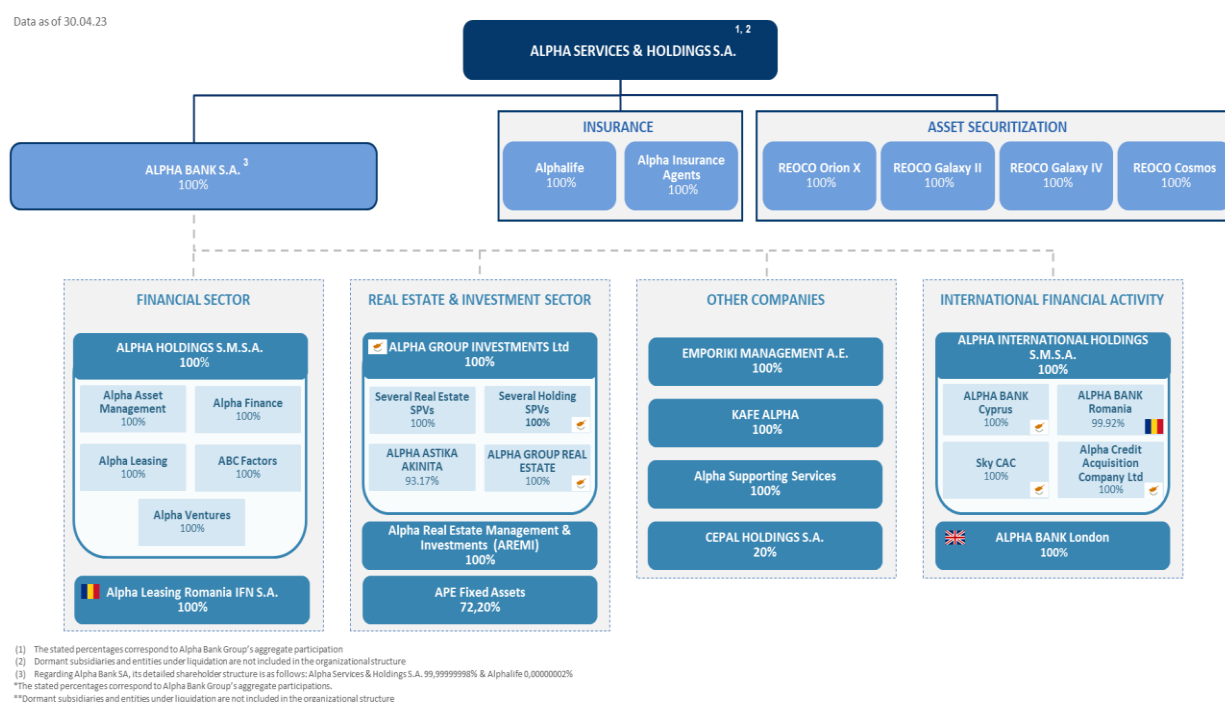 Data as of 30.04.23
1, 2
ALPHA SERVICES & HOLDINGS S.A.
ALPHA BANK S.A. 3
100%
INSURANCE
Alphalife
100%
Alpha Insurance
Agents
100%
ASSET SECURITIZATION
REOCO Orion X
100%
REOCO Galaxy II
100%
REOCO Galaxy IV
100%
REOCO Cosmos
100%
FINANCIAL SECTOR
ALPHA HOLDINGS S.M.S.A.
100%
Alpha Asset
Management
100%
Alpha Finance
100%
Alpha Leasing
100%
ABC Factors
100%
Alpha Ventures
100%
Alpha Leasing Romania IFN S.A.
100%
REAL ESTATE & INVESTMENT SECTOR
ALPHA GROUP INVESTMENTS Ltd
100%
Several Real Estate
SPVs
100%
Several Holding
SPVs
100%
ALPHA ASTIKA
AKINITA
93.17%
ALPHA GROUP REAL
ESTATE
100%
Alpha Real Estate Management &
Investments (AREMI)
100%
APE Fixed Assets
72,20%
OTHER COMPANIES
EMPORIKI MANAGEMENT A.E.
100%
KAFE ALPHA
100%
Alpha Supporting Services
100%
CEPAL HOLDINGS S.A.
20%
INTERNATIONAL FINANCIAL ACTIVITY
ALPHA INTERNATIONAL HOLDINGS
S.M.S.A.
100%
ALPHA BANK
Cyprus
100%
ALPHA BANK
Romania
99.92%
Sky CAC
100%
Alpha Credit
Acquisition
Company Ltd
100%
ALPHA BANK London
100%
(1) The stated percentages correspond to Alpha Bank Group's aggregate participation
(2) Dormant subsidiaries and entities under liquidation are not included in the organizational structure
(3) Regarding Alpha Bank SA, its detailed shareholder structure is as follows: Alpha Services & Holdings S.A. 99,99999998% & Alphalife 0,00000002%
*The stated percentages correspond to Alpha Bank Group's aggregate participations.
**Dormant subsidiaries and entities under liquidation are not included in the organizational structure